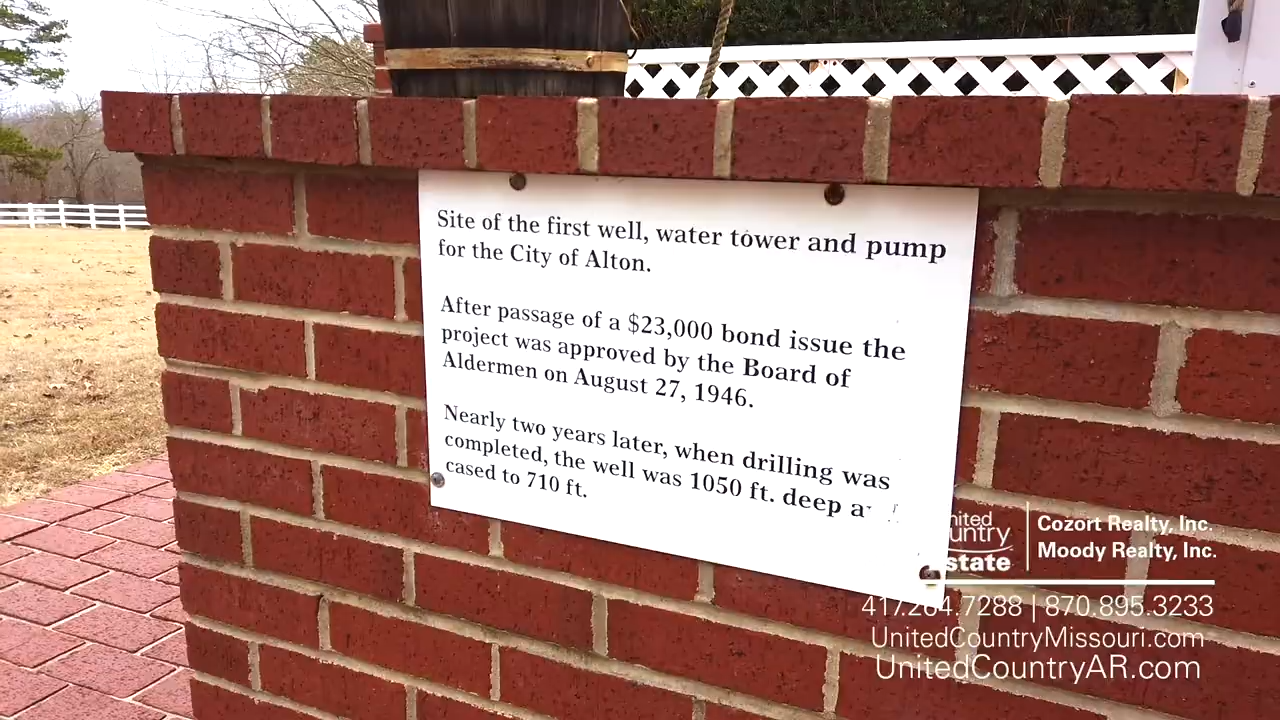 Site of the first well, water tower and pump
for the City of Alton.
After passage of a $23,000 bond issue the
project was approved by the Board of
Aldermen on August 27, 1946.
Nearly two years later, when drilling was
completed, the well was 1050 ft. deep
cased to 710 ft.
Cozort Realty, Inc.
Moody Realty, Inc.
417.264.7288 | 870.895.3233
UnitedCountryMissouri.com
UnitedCountryAR.com